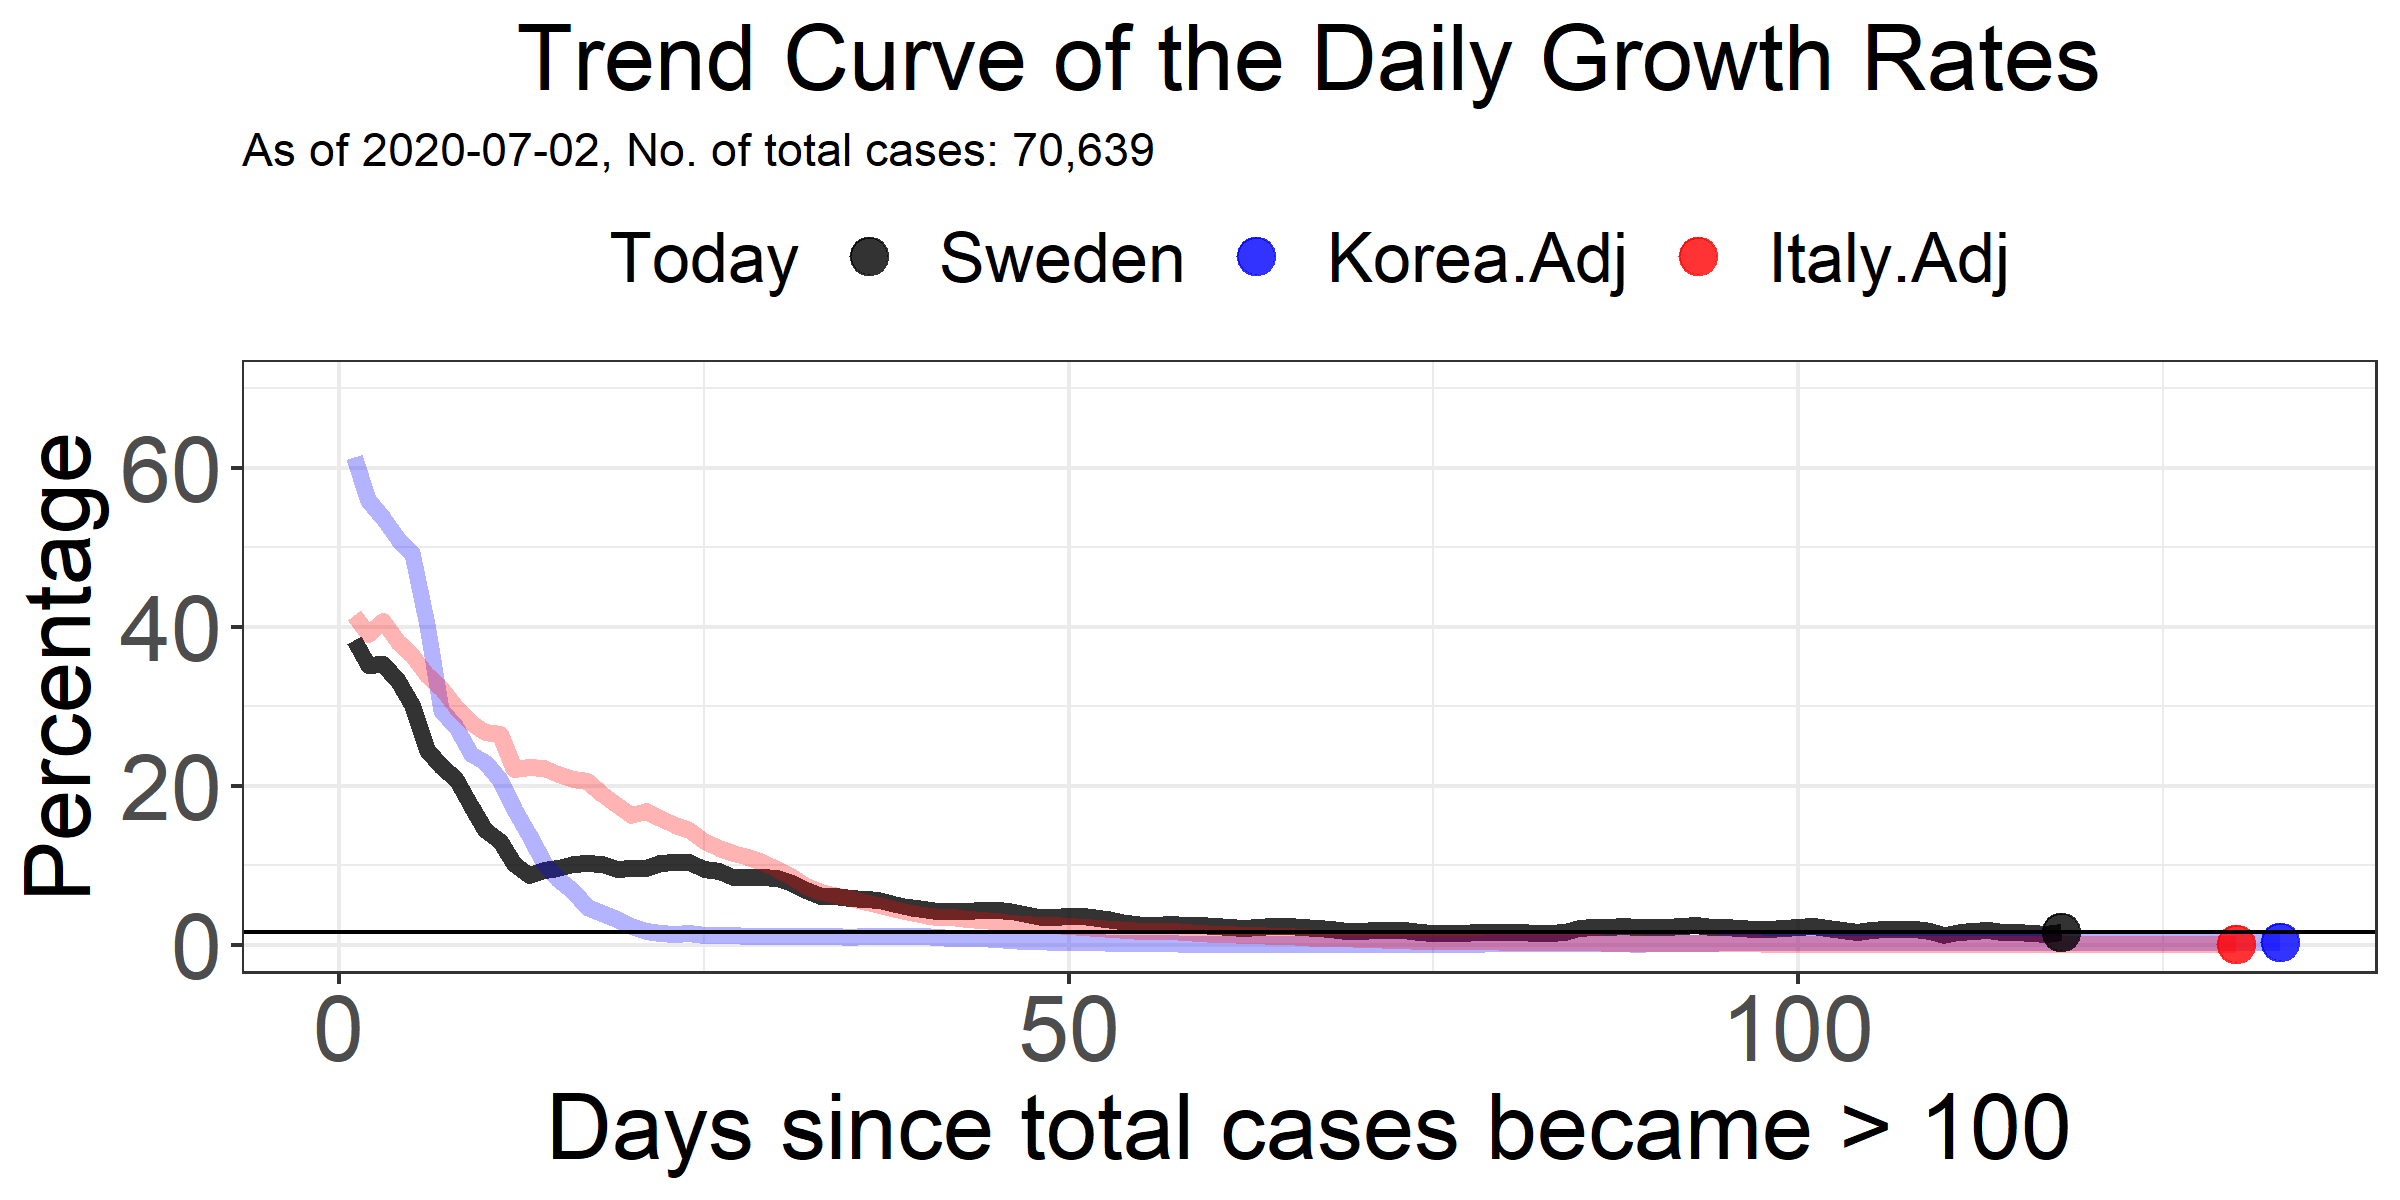 Trend Curve of the Daily Growth Rates
As of 2020-07-02, No. of total cases: 70,639
Today Sweden Korea.Adj Italy.Adj
Percentage
60
40
20
0
0 50 100
Days since total cases became > 100